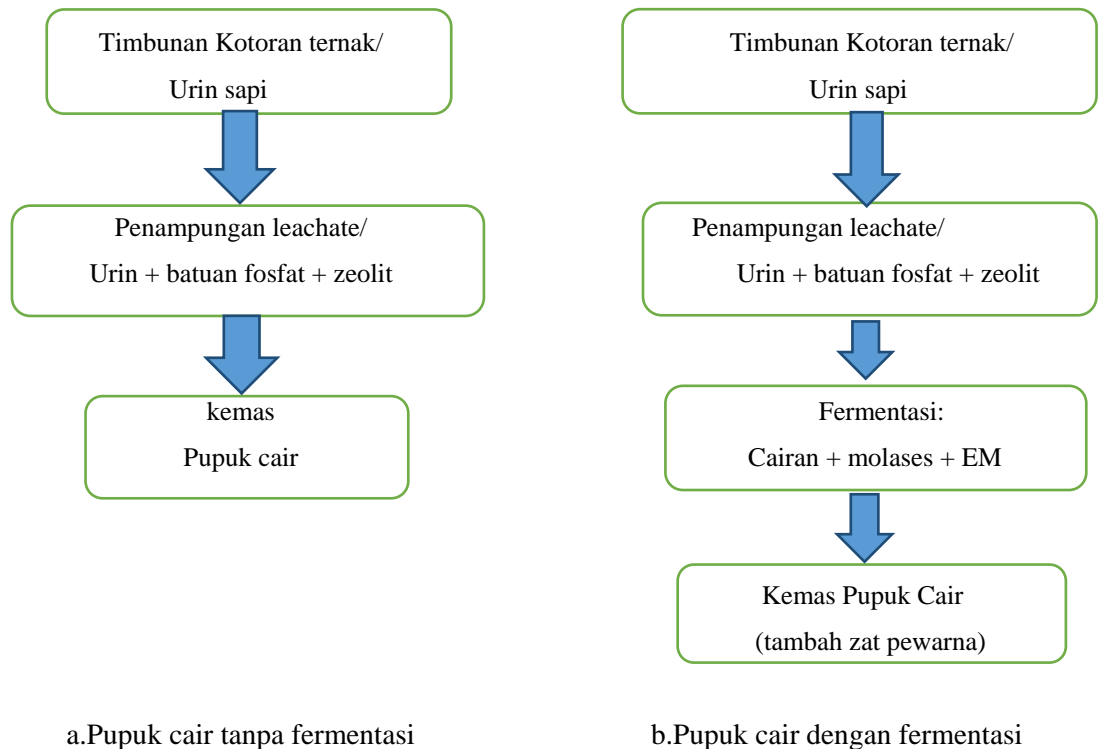 Timbunan Kotoran ternak/
Urin sapi
Penampungan leachate/
Urin + batuan fosfat + zeolit
kemas
Pupuk cair
a.Pupuk cair tanpa fermentasi
Timbunan Kotoran ternak/
Urin sapi
Penampungan leachate/
Urin + batuan fosfat + zeolit
Fermentasi:
Cairan + molases + EM
Kemas Pupuk Cair
(tambah zat pewarna)
b.Pupuk cair dengan fermentasi